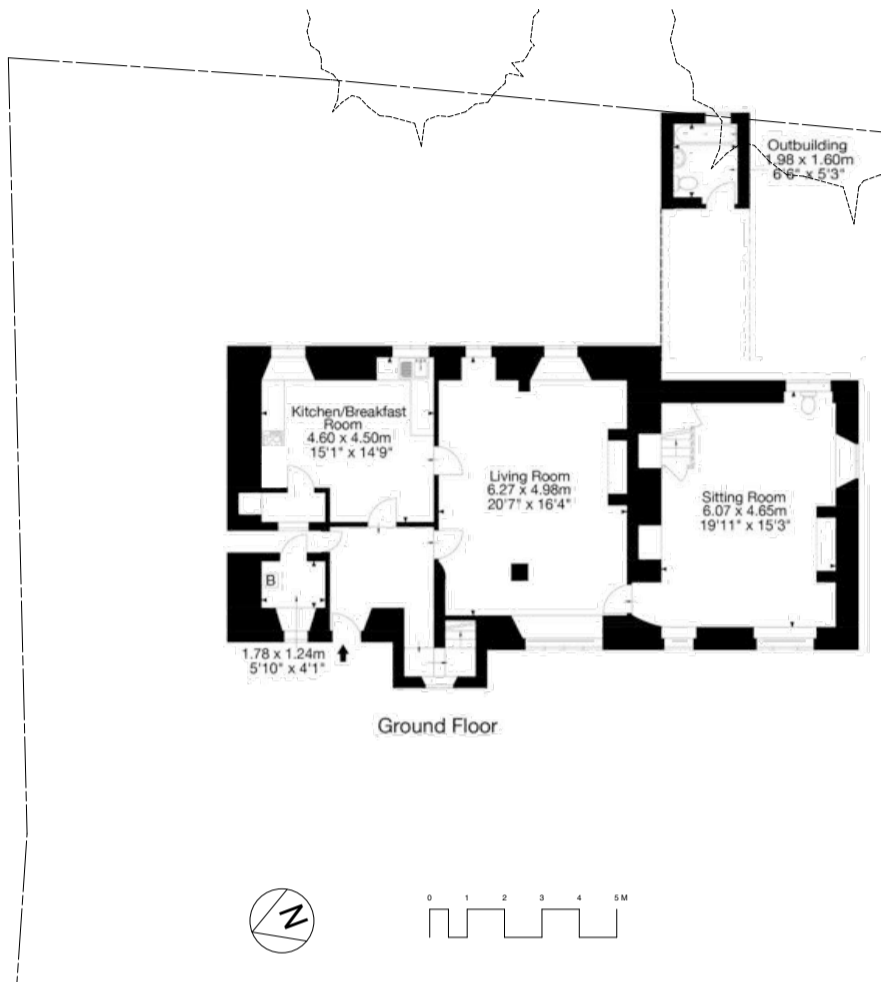 Outbuilding
1.98 x 1.60m
6'6" x 5'3"
Kitchen/Breakfast
Room
4.60 x 4.50m
15'1" x 14'9"
Living Room
6.27 x 4.98m
20'7" x 16'4"
Sitting Room
6.07 x 4.65m
19'11" x 15'3"
B
1.78 x 1.24m
5'10" x 4'1"
Ground Floor
N
0 1 2 3 4 5 M